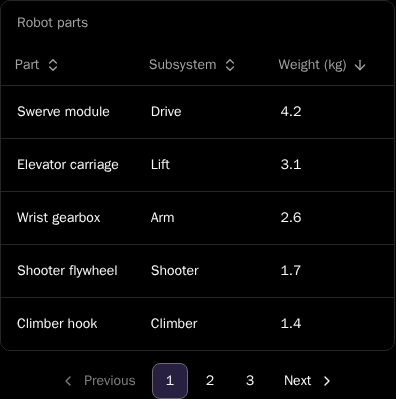 Robot parts
Part Subsystem Weight (kg)
Swerve module Drive 4.2
Elevator carriage Lift 3.1
Wrist gearbox Arm 2.6
Shooter flywheel Shooter 1.7
Climber hook Climber 1.4
Previous 1 2 3 Next